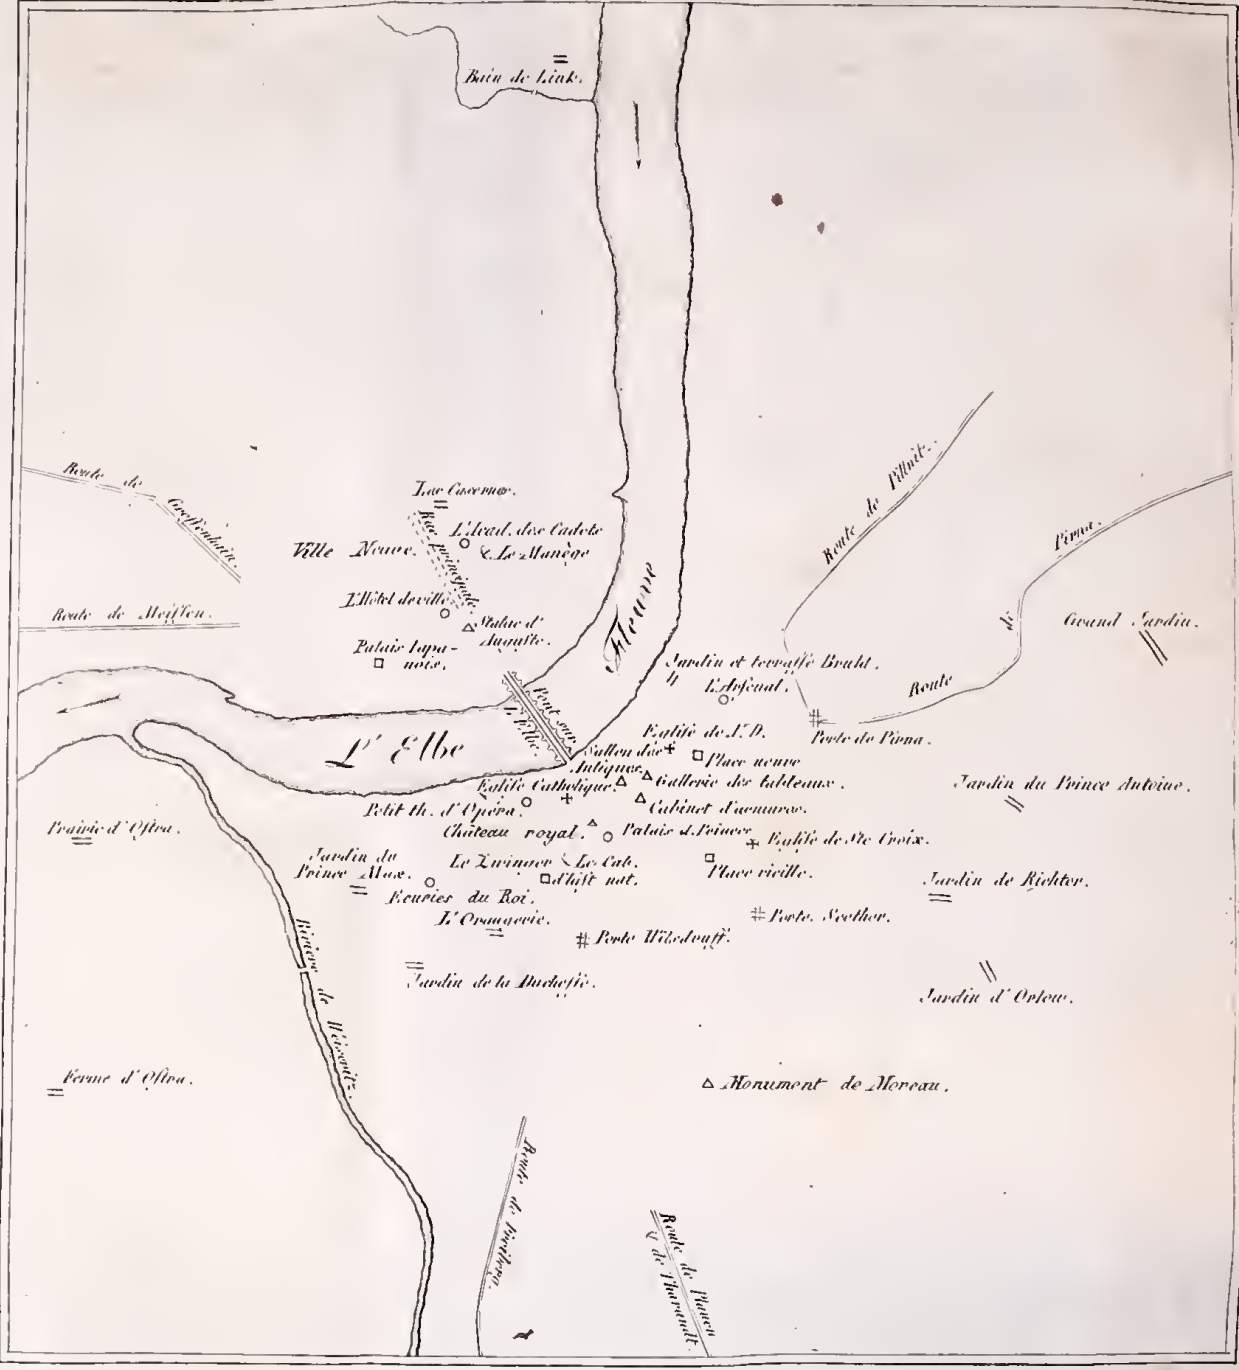 Bain de Link.
Route de Groſſenhain.
Les Casernes.
Rue principale.
L'Acad. des Cadets
& Le Manège
Ville Neuve.
L'Hôtel de ville.
Route de Meiſſen.
Statue d'
Auguste.
Palais Iapa-
nois.
Fleuve
L'Elbe
Pont sur
L'Elbe.
Route de Pillnitz.
Route de Pirna.
Grand Jardin.
Jardin et terraſſe Bruhl.
L'Arſenal.
Porte de Pirna.
Egliſe de N. D.
Salles des
Antiques.
Place neuve
Gallerie des tableaux.
Egliſe Catholique.
Cabinet d'armures.
Jardin du Prince Antoine.
Petit th. d'Opéra.
Château royal.
Palais d. Princes
Egliſe de Ste Croix.
Prairie d'Oſtra.
Jardin du
Prince Max.
Le Zwinger & Le Cab.
d'hiſt nat.
Place vieille.
Jardin de Richter.
Ecuries du Roi.
L'Orangerie.
Porte Seether.
Porte Wilsdruff.
Jardin de la Ducheſſe.
Jardin d'Orlow.
Rivière de Weiseritz.
Ferme d'Oſtra.
Monument de Moreau.
Route de Freiberg.
Route de Plauen
& de Tharandt.